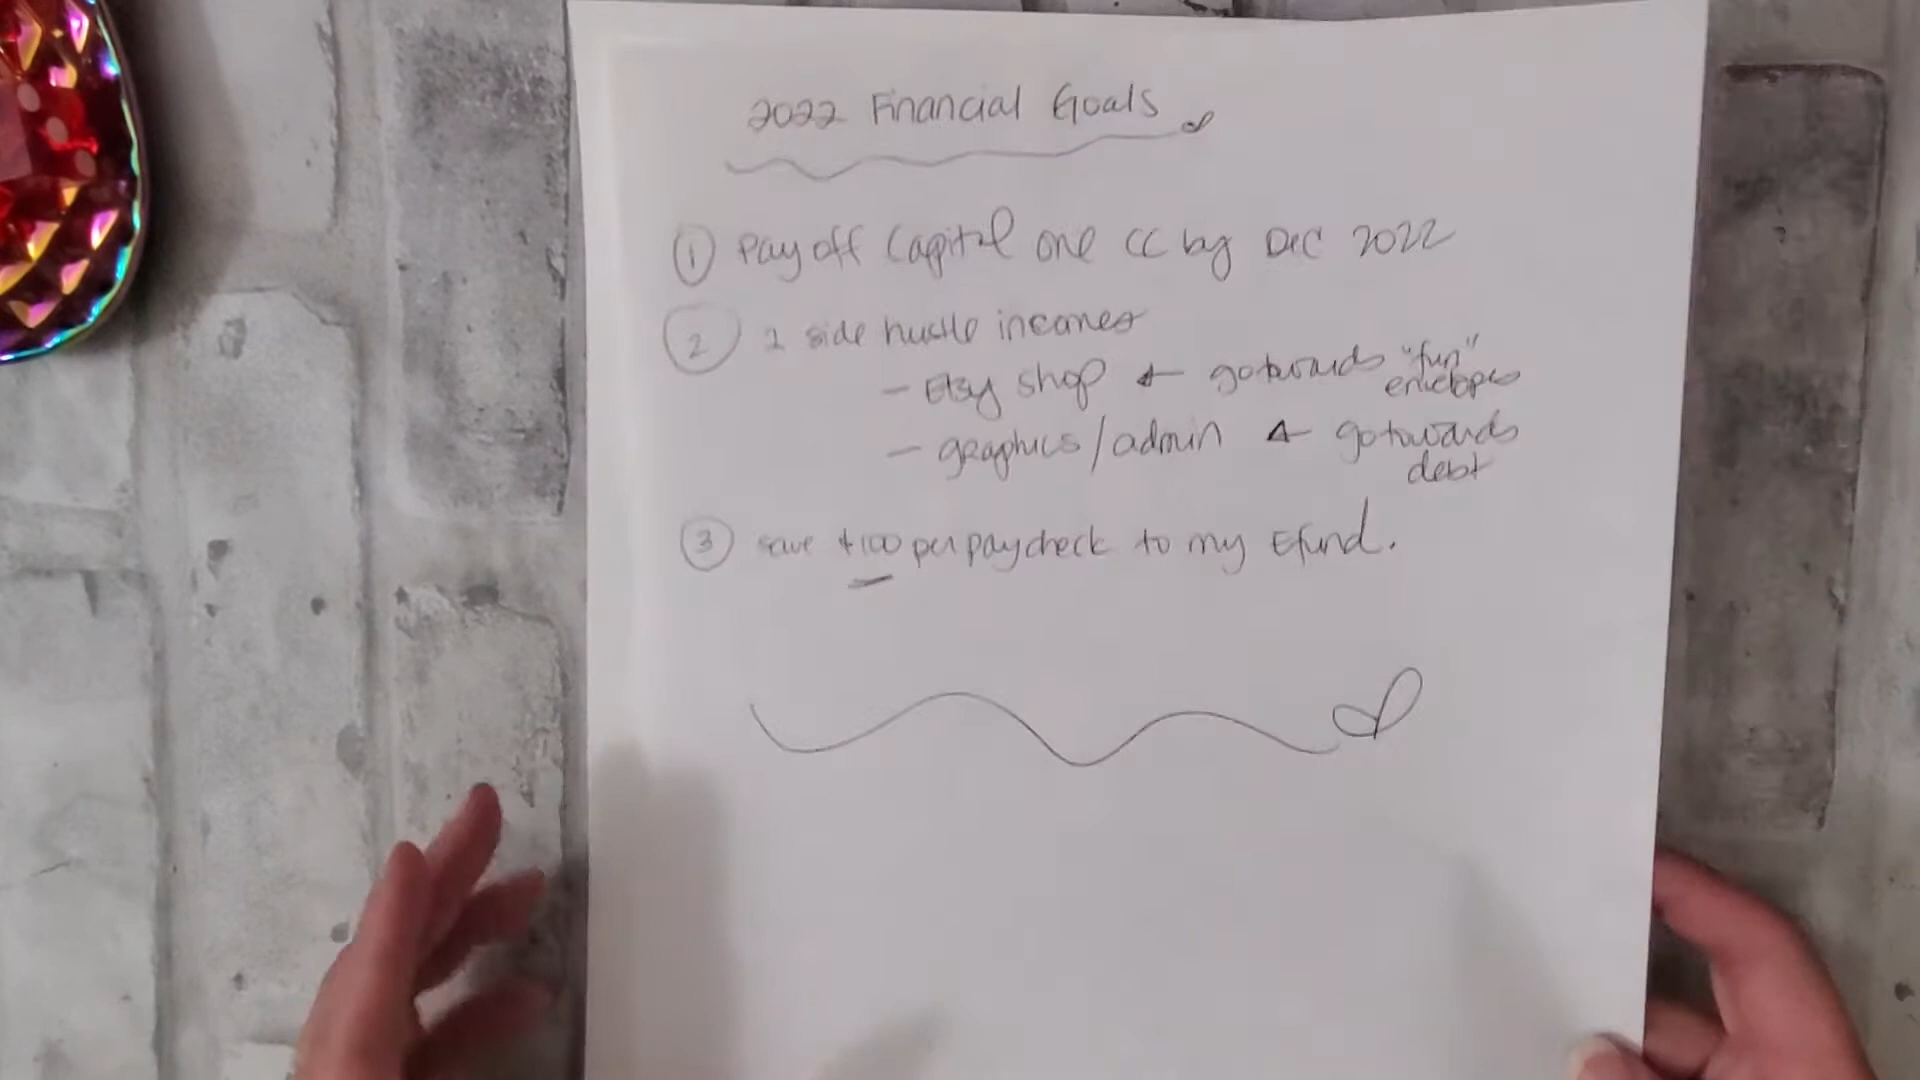 2022 Financial Goals
① Pay off Capital one CC by Dec 2022
② 2 side hustle incomes
- Etsy shop ← go towards "fun" envelopes
- graphics/admin ← go towards debt
③ save $100 per paycheck to my Efund.